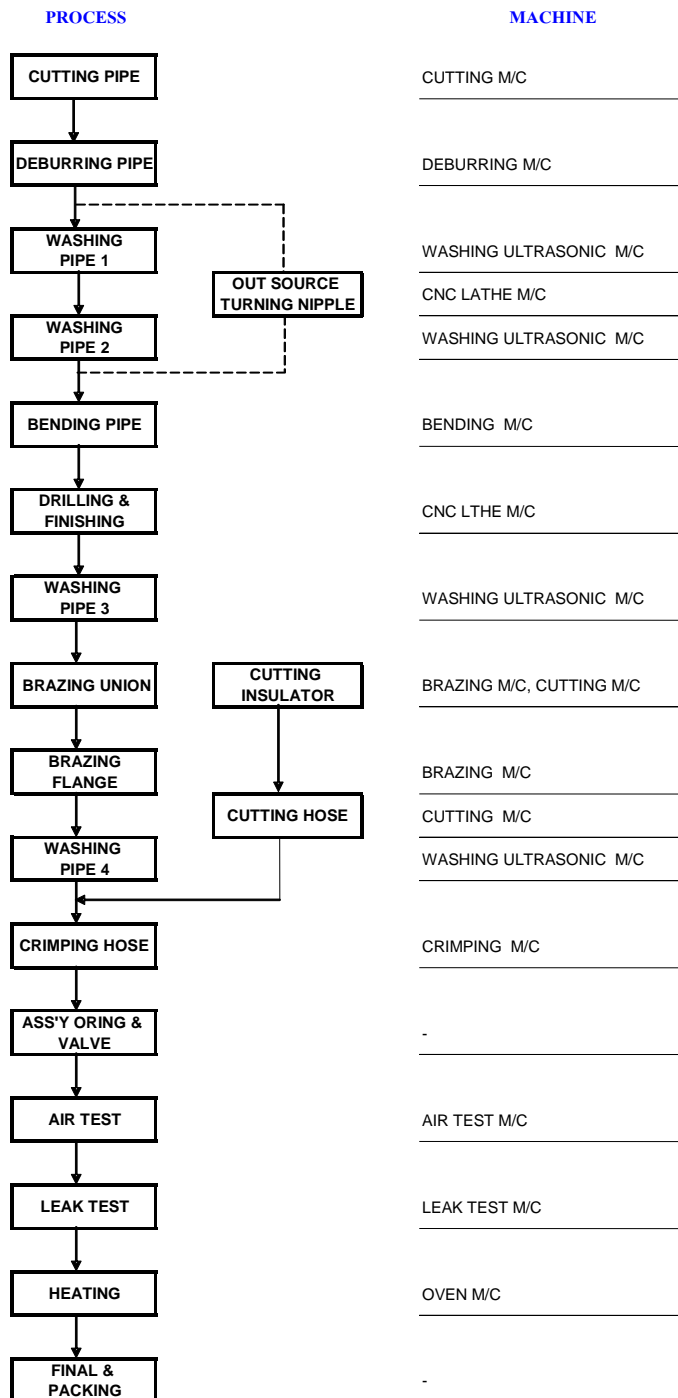 PROCESS
MACHINE
CUTTING PIPE
CUTTING M/C
DEBURRING PIPE
DEBURRING M/C
WASHING
PIPE 1
WASHING ULTRASONIC M/C
OUT SOURCE
TURNING NIPPLE
CNC LATHE M/C
WASHING
PIPE 2
WASHING ULTRASONIC M/C
BENDING PIPE
BENDING M/C
DRILLING &
FINISHING
CNC LTHE M/C
WASHING
PIPE 3
WASHING ULTRASONIC M/C
BRAZING UNION
CUTTING
INSULATOR
BRAZING M/C, CUTTING M/C
BRAZING
FLANGE
BRAZING M/C
CUTTING HOSE
CUTTING M/C
WASHING
PIPE 4
WASHING ULTRASONIC M/C
CRIMPING HOSE
CRIMPING M/C
ASS'Y ORING &
VALVE
-
AIR TEST
AIR TEST M/C
LEAK TEST
LEAK TEST M/C
HEATING
OVEN M/C
FINAL &
PACKING
-